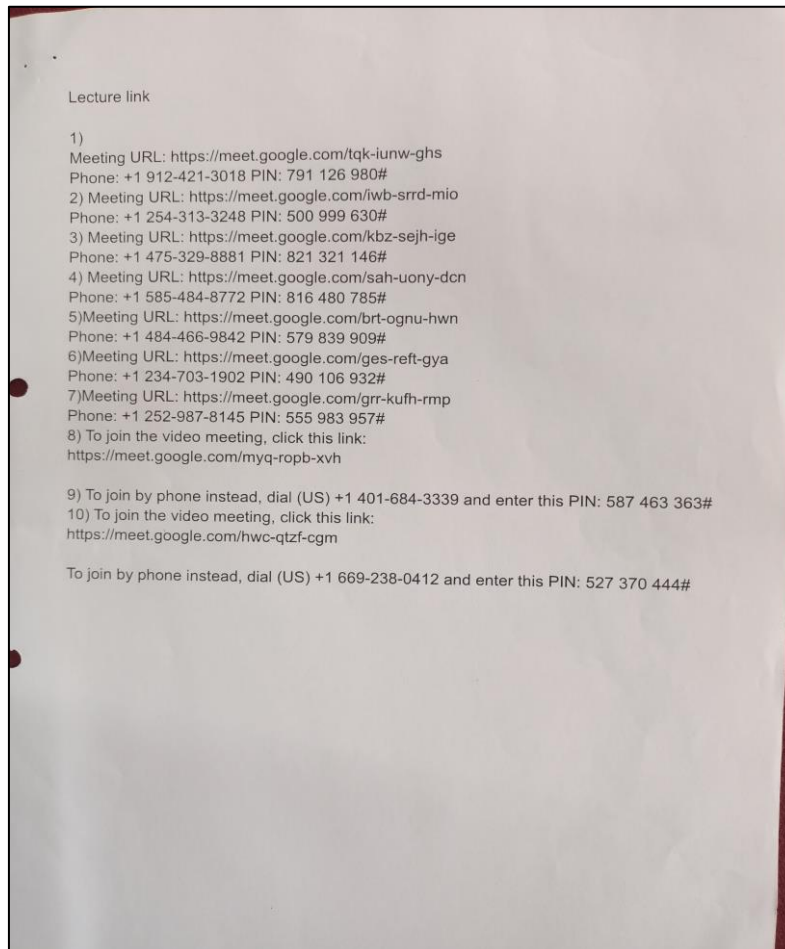 Lecture link
1)
Meeting URL: https://meet.google.com/tqk-iunw-ghs
Phone: +1 912-421-3018 PIN: 791 126 980#
2) Meeting URL: https://meet.google.com/iwb-srrd-mio
Phone: +1 254-313-3248 PIN: 500 999 630#
3) Meeting URL: https://meet.google.com/kbz-sejh-ige
Phone: +1 475-329-8881 PIN: 821 321 146#
4) Meeting URL: https://meet.google.com/sah-uony-dcn
Phone: +1 585-484-8772 PIN: 816 480 785#
5)Meeting URL: https://meet.google.com/brt-ognu-hwn
Phone: +1 484-466-9842 PIN: 579 839 909#
6)Meeting URL: https://meet.google.com/ges-reft-gya
Phone: +1 234-703-1902 PIN: 490 106 932#
7)Meeting URL: https://meet.google.com/grr-kufh-rmp
Phone: +1 252-987-8145 PIN: 555 983 957#
8) To join the video meeting, click this link:
https://meet.google.com/myq-ropb-xvh
9) To join by phone instead, dial (US) +1 401-684-3339 and enter this PIN: 587 463 363#
10) To join the video meeting, click this link:
https://meet.google.com/hwc-qtzf-cgm
To join by phone instead, dial (US) +1 669-238-0412 and enter this PIN: 527 370 444#